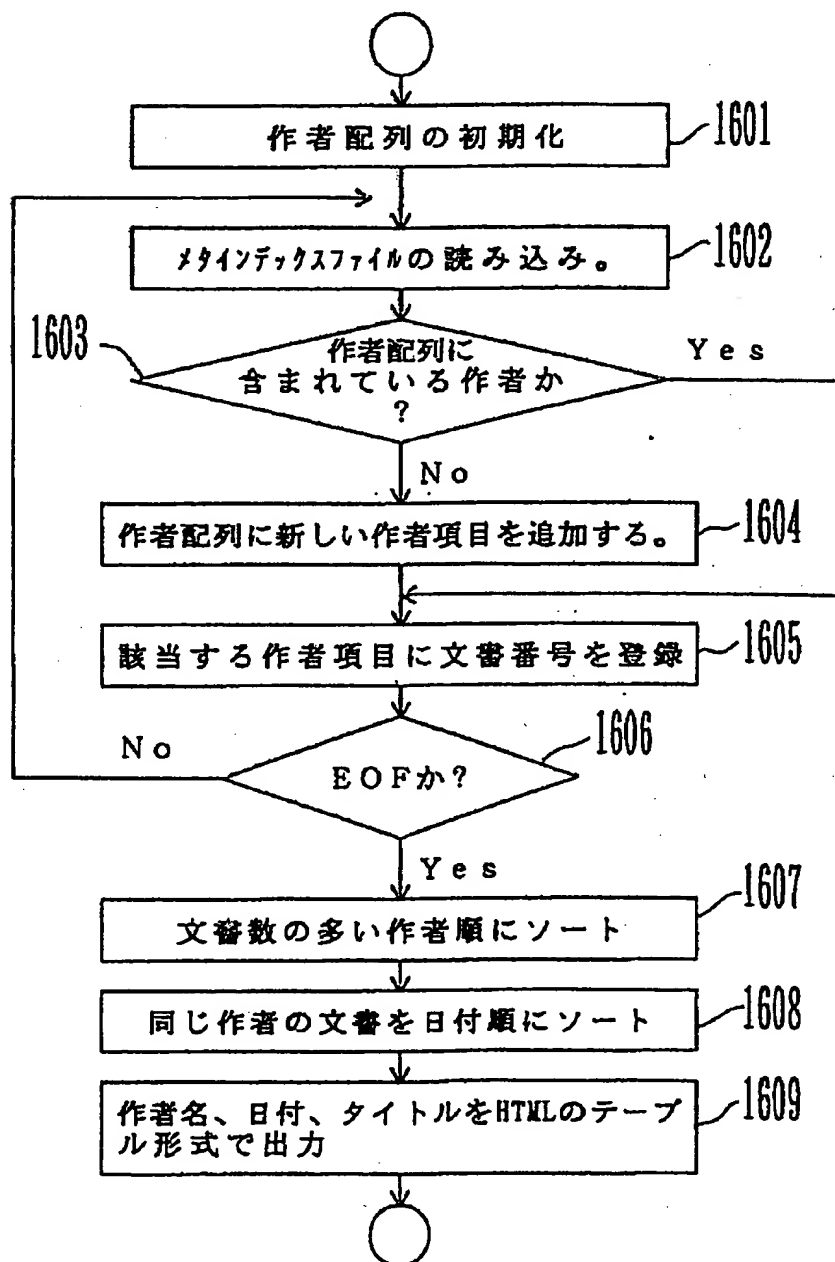 作者配列の初期化
1601
メタインデックスファイルの読み込み。
1602
1603
作者配列に
含まれている作者か
?
Yes
No
作者配列に新しい作者項目を追加する。
1604
該当する作者項目に文書番号を登録
1605
No
EOFか?
1606
Yes
文書数の多い作者順にソート
1607
同じ作者の文書を日付順にソート
1608
作者名、日付、タイトルをHTMLのテーブ
ル形式で出力
1609